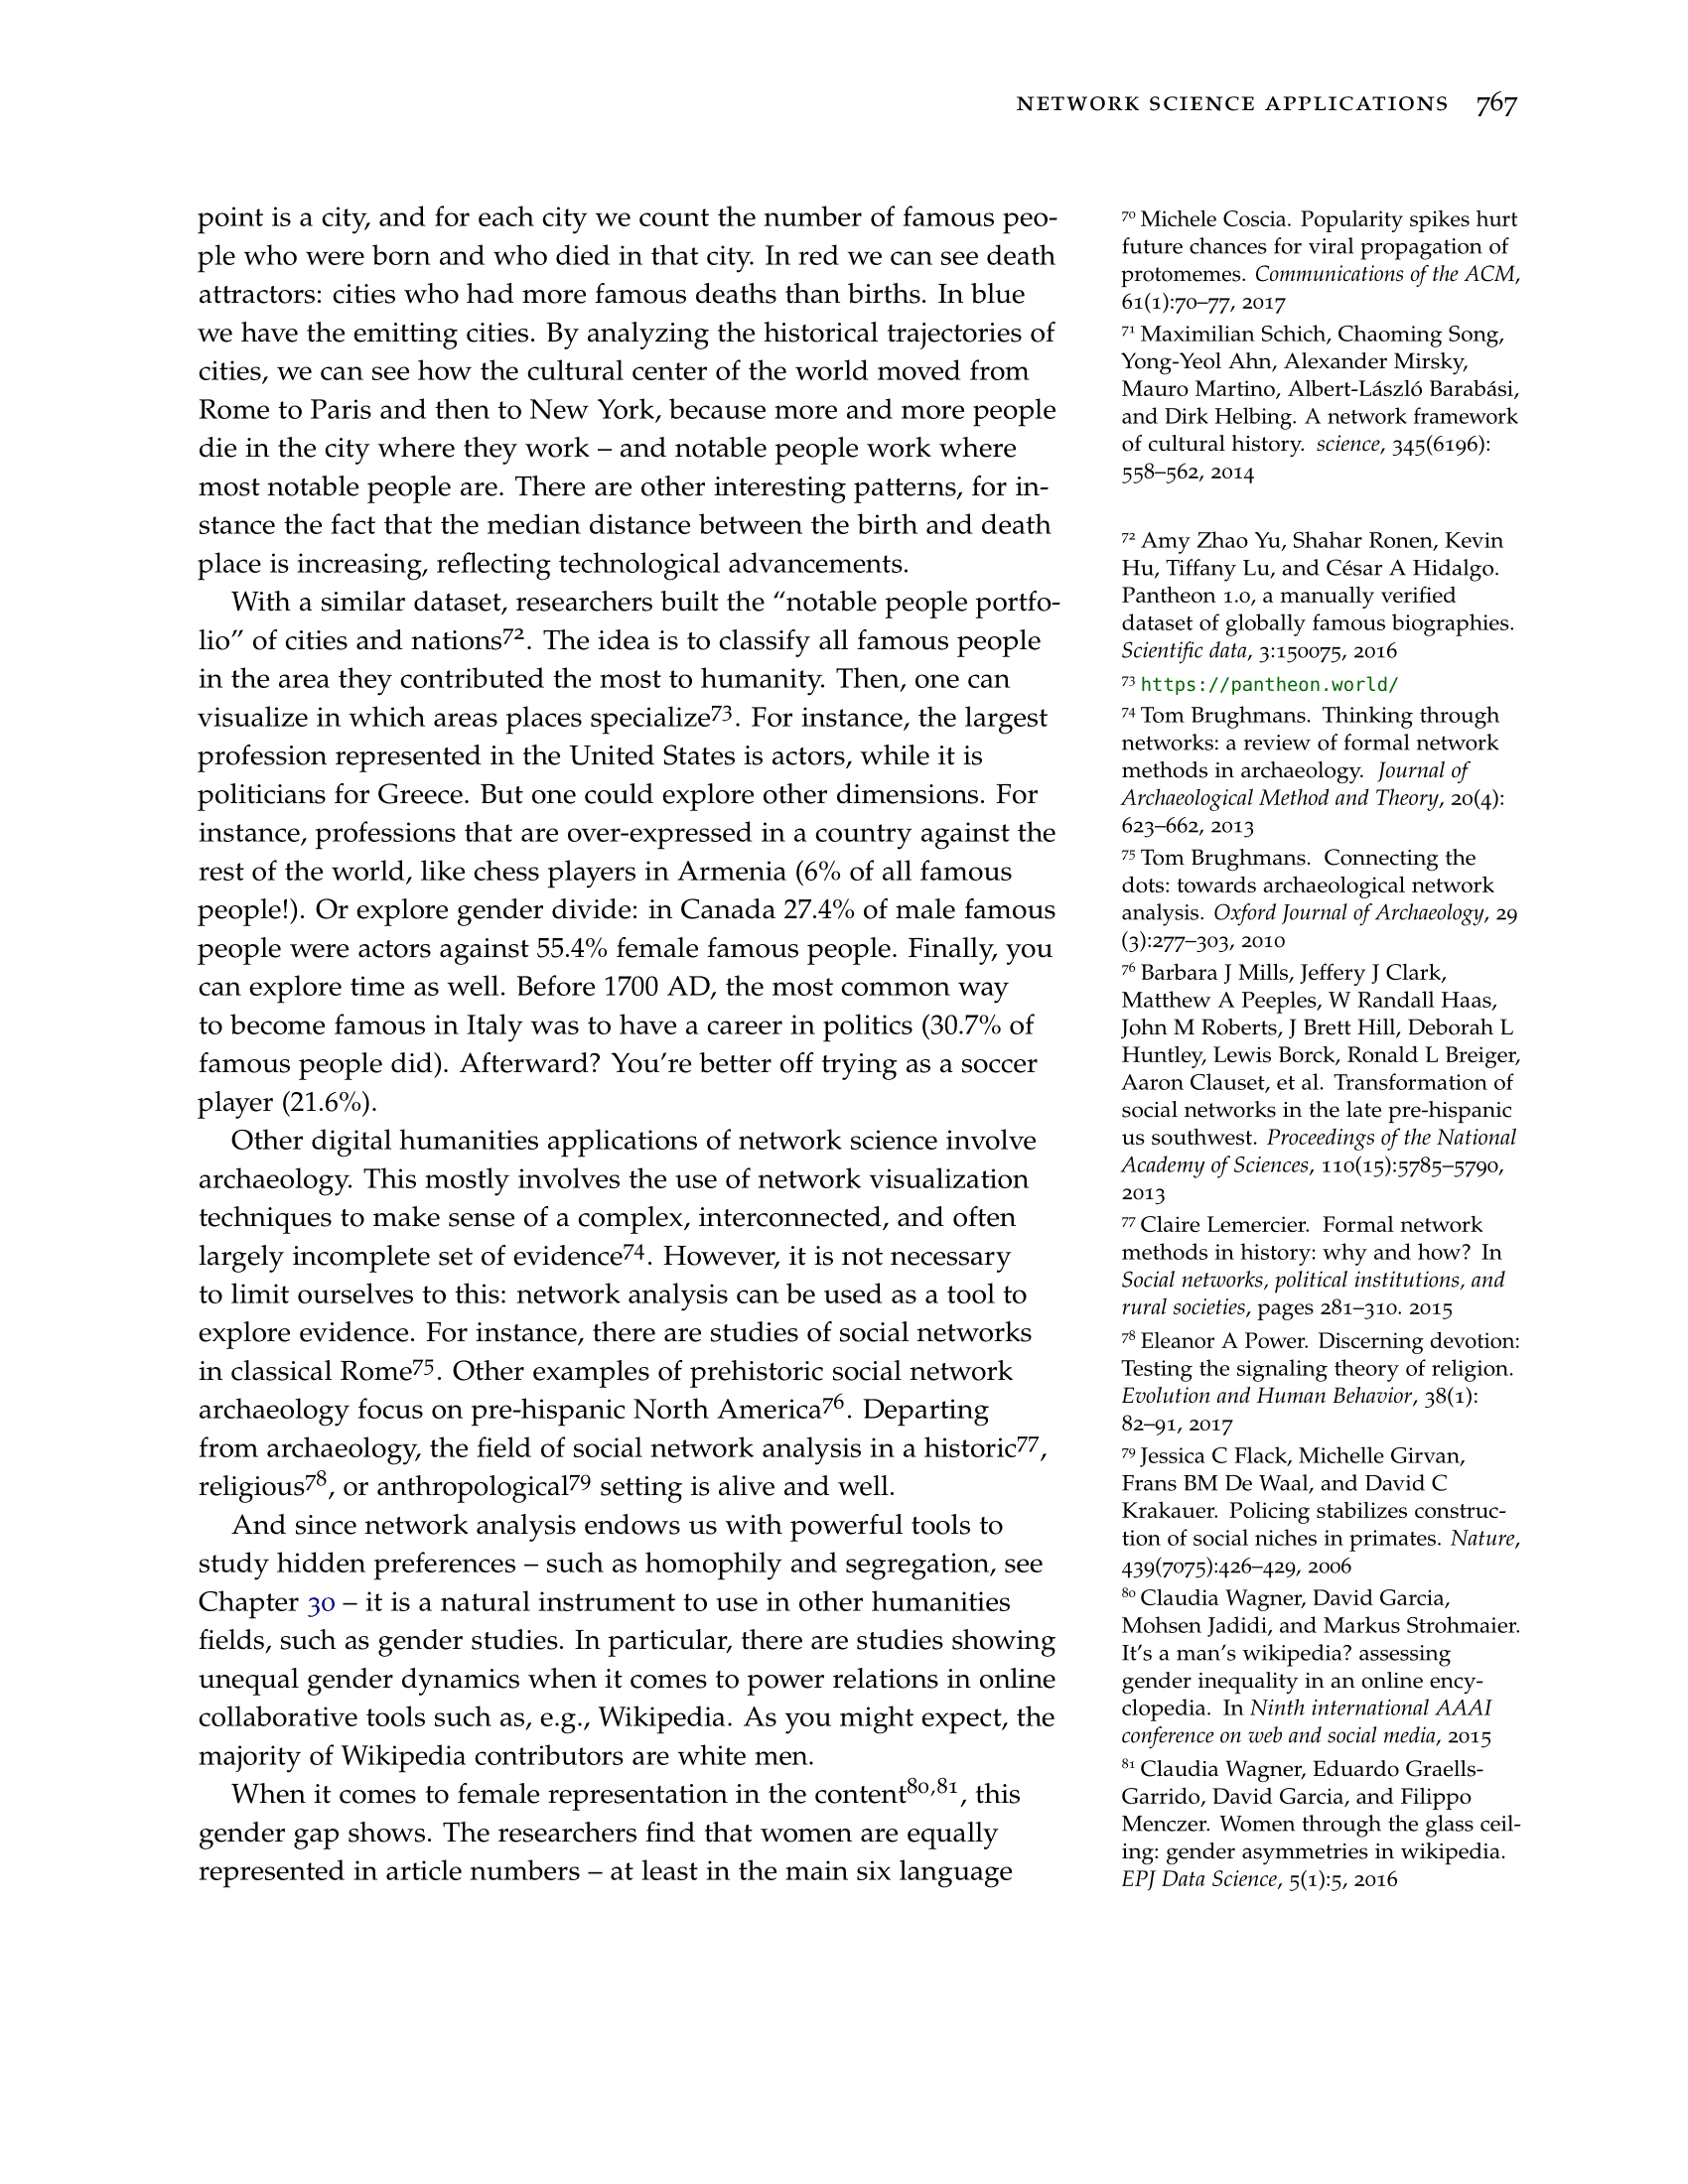 NETWORK SCIENCE APPLICATIONS 767
point is a city, and for each city we count the number of famous peo-
ple who were born and who died in that city. In red we can see death
attractors: cities who had more famous deaths than births. In blue
we have the emitting cities. By analyzing the historical trajectories of
cities, we can see how the cultural center of the world moved from
Rome to Paris and then to New York, because more and more people
die in the city where they work – and notable people work where
most notable people are. There are other interesting patterns, for in-
stance the fact that the median distance between the birth and death
place is increasing, reflecting technological advancements.
With a similar dataset, researchers built the “notable people portfo-
lio” of cities and nations72. The idea is to classify all famous people
in the area they contributed the most to humanity. Then, one can
visualize in which areas places specialize73. For instance, the largest
profession represented in the United States is actors, while it is
politicians for Greece. But one could explore other dimensions. For
instance, professions that are over-expressed in a country against the
rest of the world, like chess players in Armenia (6% of all famous
people!). Or explore gender divide: in Canada 27.4% of male famous
people were actors against 55.4% female famous people. Finally, you
can explore time as well. Before 1700 AD, the most common way
to become famous in Italy was to have a career in politics (30.7% of
famous people did). Afterward? You’re better off trying as a soccer
player (21.6%).
Other digital humanities applications of network science involve
archaeology. This mostly involves the use of network visualization
techniques to make sense of a complex, interconnected, and often
largely incomplete set of evidence74. However, it is not necessary
to limit ourselves to this: network analysis can be used as a tool to
explore evidence. For instance, there are studies of social networks
in classical Rome75. Other examples of prehistoric social network
archaeology focus on pre-hispanic North America76. Departing
from archaeology, the field of social network analysis in a historic77,
religious78, or anthropological79 setting is alive and well.
And since network analysis endows us with powerful tools to
study hidden preferences – such as homophily and segregation, see
Chapter 30 – it is a natural instrument to use in other humanities
fields, such as gender studies. In particular, there are studies showing
unequal gender dynamics when it comes to power relations in online
collaborative tools such as, e.g., Wikipedia. As you might expect, the
majority of Wikipedia contributors are white men.
When it comes to female representation in the content80,81, this
gender gap shows. The researchers find that women are equally
represented in article numbers – at least in the main six language
70 Michele Coscia. Popularity spikes hurt
future chances for viral propagation of
protomemes. Communications of the ACM,
61(1):70–77, 2017
71 Maximilian Schich, Chaoming Song,
Yong-Yeol Ahn, Alexander Mirsky,
Mauro Martino, Albert-László Barabási,
and Dirk Helbing. A network framework
of cultural history. science, 345(6196):
558–562, 2014
72 Amy Zhao Yu, Shahar Ronen, Kevin
Hu, Tiffany Lu, and César A Hidalgo.
Pantheon 1.0, a manually verified
dataset of globally famous biographies.
Scientific data, 3:150075, 2016
73 https://pantheon.world/
74 Tom Brughmans. Thinking through
networks: a review of formal network
methods in archaeology. Journal of
Archaeological Method and Theory, 20(4):
623–662, 2013
75 Tom Brughmans. Connecting the
dots: towards archaeological network
analysis. Oxford Journal of Archaeology, 29
(3):277–303, 2010
76 Barbara J Mills, Jeffery J Clark,
Matthew A Peeples, W Randall Haas,
John M Roberts, J Brett Hill, Deborah L
Huntley, Lewis Borck, Ronald L Breiger,
Aaron Clauset, et al. Transformation of
social networks in the late pre-hispanic
us southwest. Proceedings of the National
Academy of Sciences, 110(15):5785–5790,
2013
77 Claire Lemercier. Formal network
methods in history: why and how? In
Social networks, political institutions, and
rural societies, pages 281–310. 2015
78 Eleanor A Power. Discerning devotion:
Testing the signaling theory of religion.
Evolution and Human Behavior, 38(1):
82–91, 2017
79 Jessica C Flack, Michelle Girvan,
Frans BM De Waal, and David C
Krakauer. Policing stabilizes construc-
tion of social niches in primates. Nature,
439(7075):426–429, 2006
80 Claudia Wagner, David Garcia,
Mohsen Jadidi, and Markus Strohmaier.
It’s a man’s wikipedia? assessing
gender inequality in an online ency-
clopedia. In Ninth international AAAI
conference on web and social media, 2015
81 Claudia Wagner, Eduardo Graells-
Garrido, David Garcia, and Filippo
Menczer. Women through the glass ceil-
ing: gender asymmetries in wikipedia.
EPJ Data Science, 5(1):5, 2016